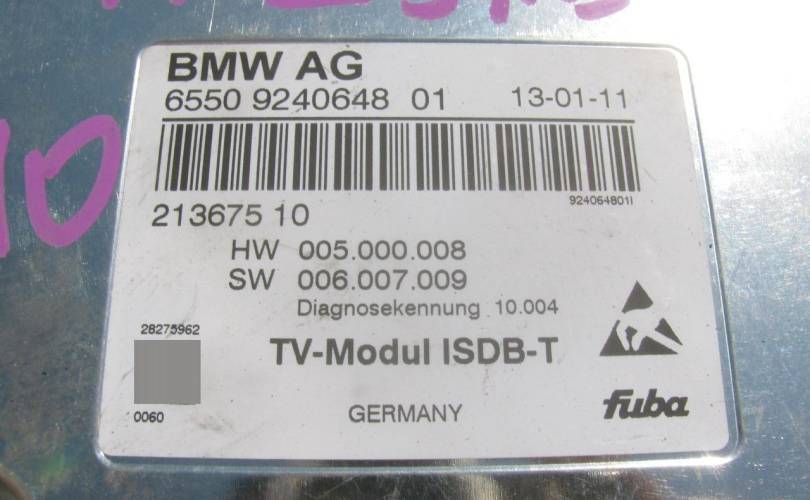 BMW AG
6550 9240648 01 13-01-11
924064801I
213675 10
HW 005.000.008
SW 006.007.009
Diagnosekennung 10.004
28275962
TV-Modul ISDB-T
0060
GERMANY
fuba
10